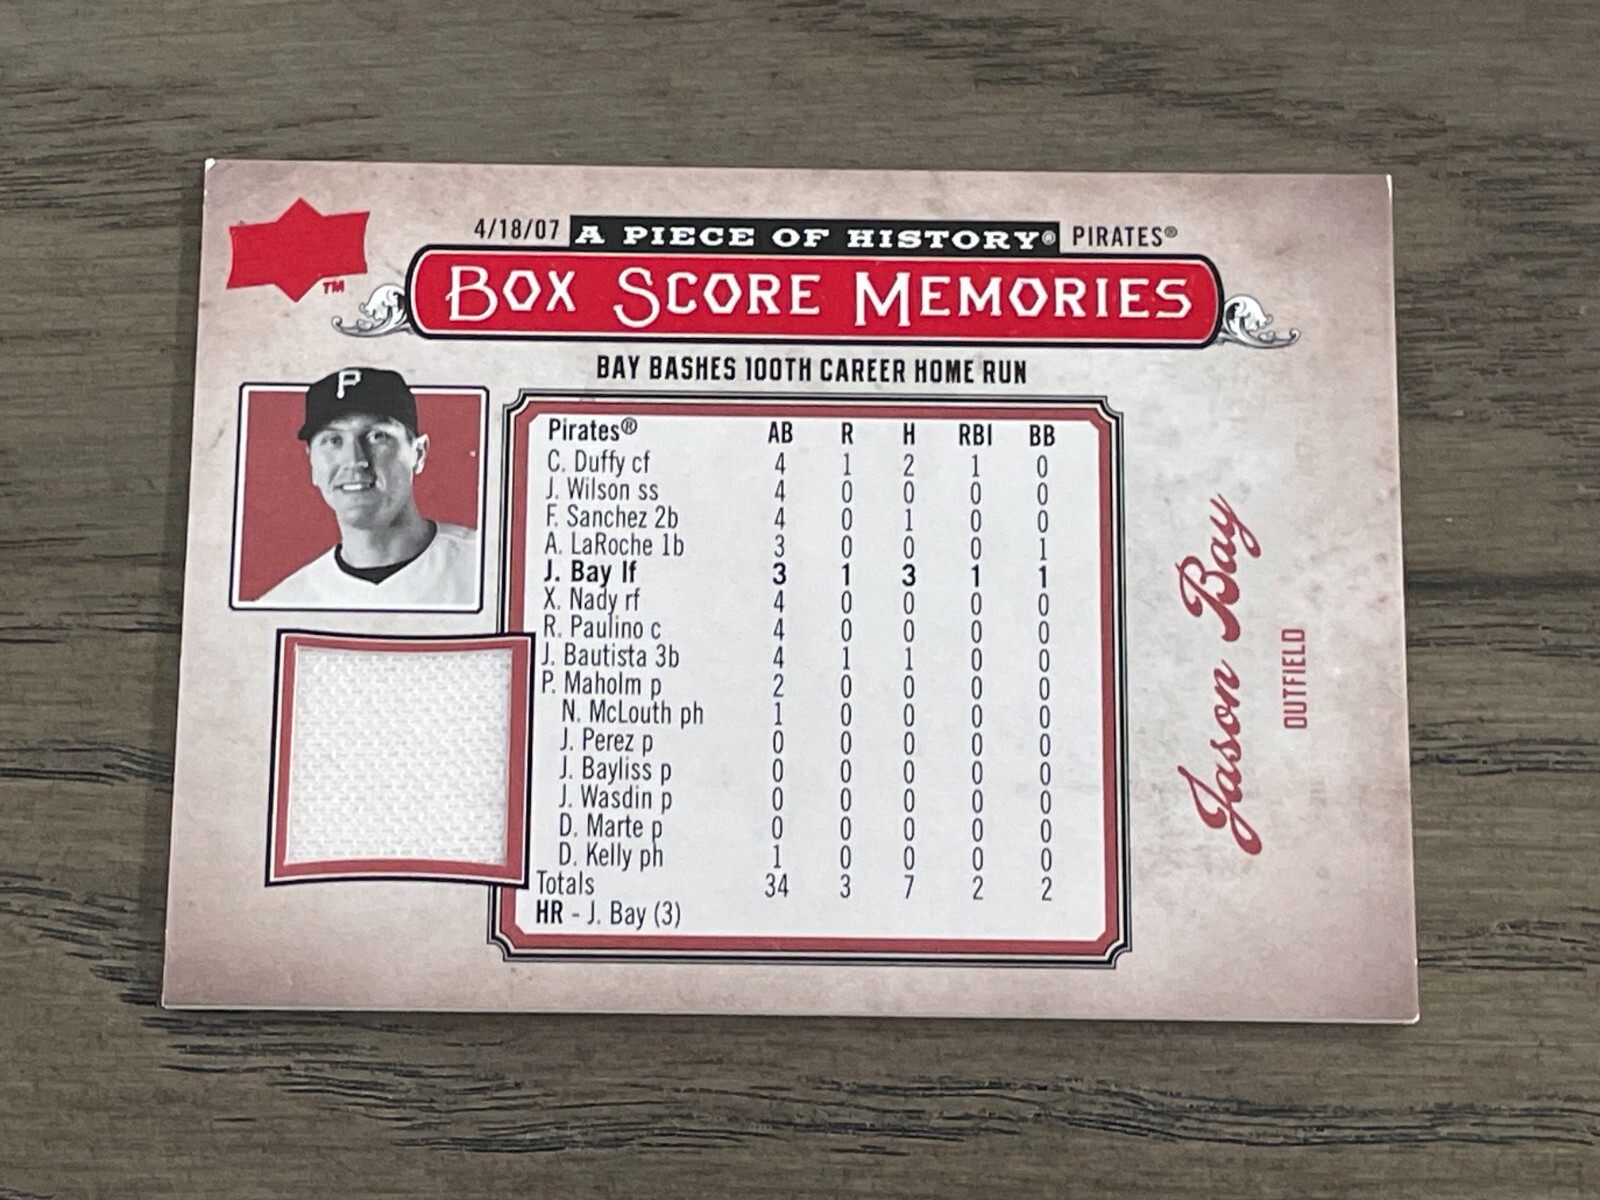 4/18/07 A PIECE OF HISTORY® PIRATES®
TM
BOX SCORE MEMORIES
BAY BASHES 100TH CAREER HOME RUN
P
Pirates® AB R H RBI BB
C. Duffy cf 4 1 2 1 0
J. Wilson ss 4 0 0 0 0
F. Sanchez 2b 4 0 1 0 0
A. LaRoche 1b 3 0 0 0 1
J. Bay lf 3 1 3 1 1
X. Nady rf 4 0 0 0 0
R. Paulino c 4 0 0 0 0
J. Bautista 3b 4 1 1 0 0
P. Maholm p 2 0 0 0 0
N. McLouth ph 1 0 0 0 0
J. Perez p 0 0 0 0 0
J. Bayliss p 0 0 0 0 0
J. Wasdin p 0 0 0 0 0
D. Marte p 0 0 0 0 0
D. Kelly ph 1 0 0 0 0
Totals 34 3 7 2 2
HR - J. Bay (3)
Jason Bay
OUTFIELD